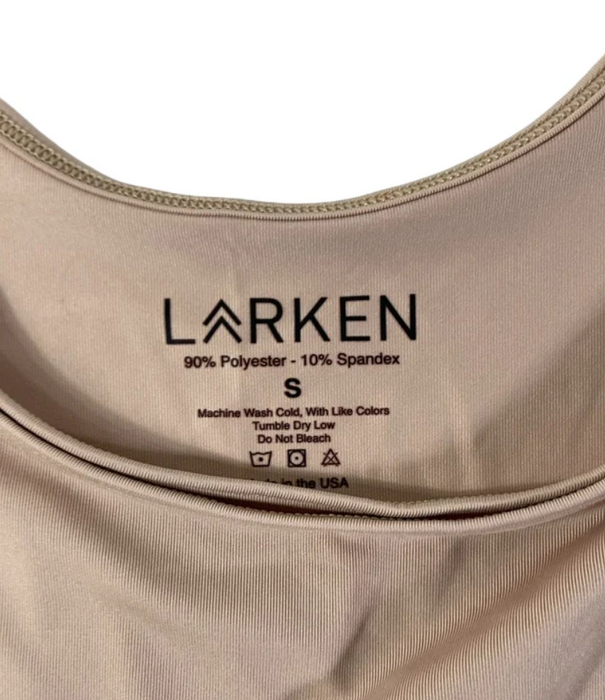 LARKEN
90% Polyester - 10% Spandex
S
Machine Wash Cold, With Like Colors
Tumble Dry Low
Do Not Bleach
in the USA